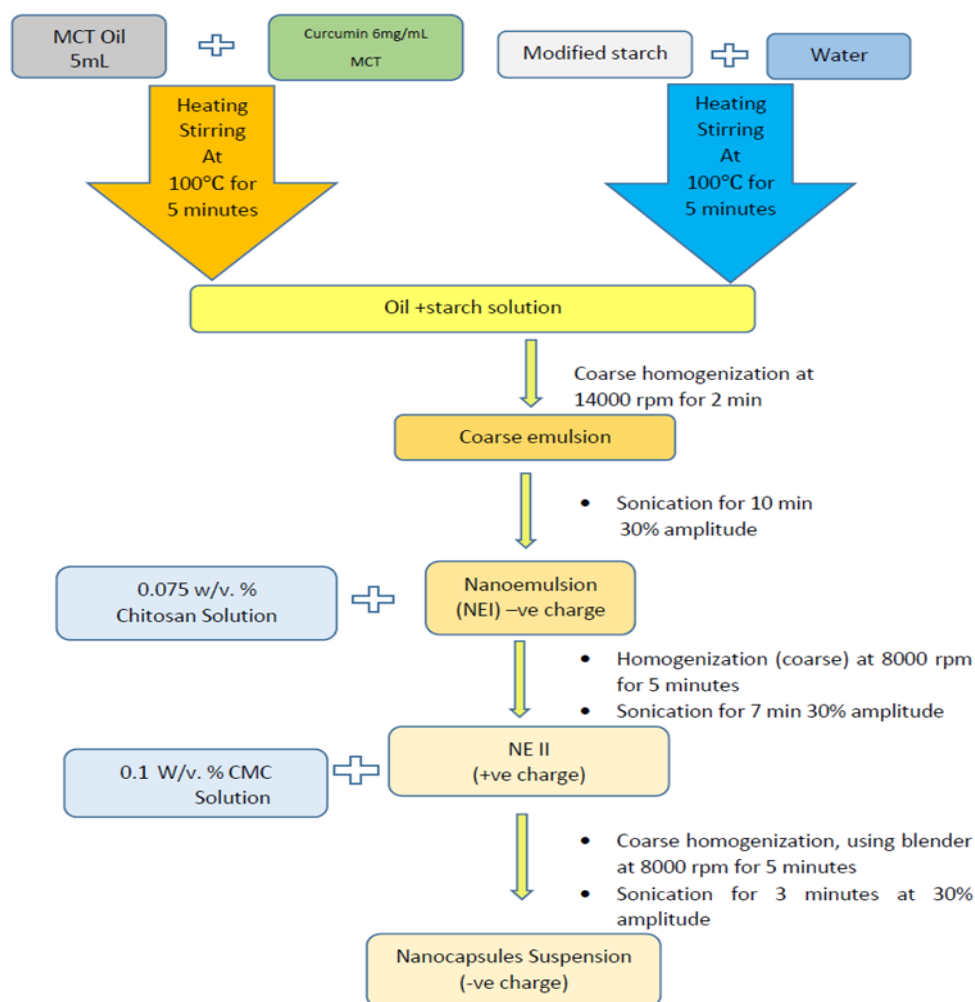 MCT Oil
5mL
Curcumin 6mg/mL
MCT
Modified starch
Water
Heating
Stirring
At
100℃ for
5 minutes
Heating
Stirring
At
100℃ for
5 minutes
Oil +starch solution
Coarse homogenization at
14000 rpm for 2 min
Coarse emulsion
• Sonication for 10 min
30% amplitude
0.075 w/v. %
Chitosan Solution
Nanoemulsion
(NEI) –ve charge
• Homogenization (coarse) at 8000 rpm
for 5 minutes
• Sonication for 7 min 30% amplitude
0.1 W/v. % CMC
Solution
NE II
(+ve charge)
• Coarse homogenization, using blender
at 8000 rpm for 5 minutes
• Sonication for 3 minutes at 30%
amplitude
Nanocapsules Suspension
(-ve charge)